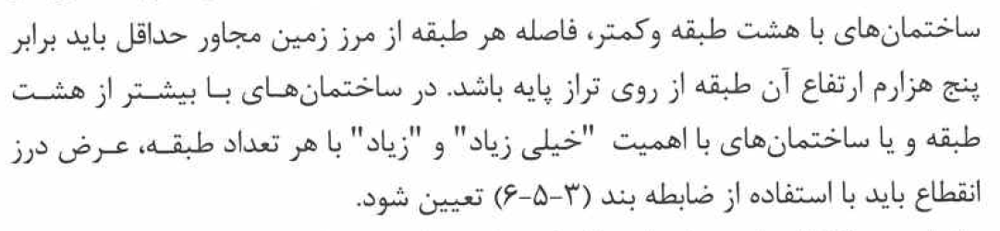 ساختمان‌های با هشت طبقه وکمتر، فاصله هر طبقه از مرز زمین مجاور حداقل باید برابر
پنج هزارم ارتفاع آن طبقه از روی تراز پایه باشد. در ساختمان‌های با بیشتر از هشت
طبقه و یا ساختمان‌های با اهمیت "خیلی زیاد" و "زیاد" با هر تعداد طبقه، عرض درز
انقطاع باید با استفاده از ضابطه بند (۳-۵-۶) تعیین شود.